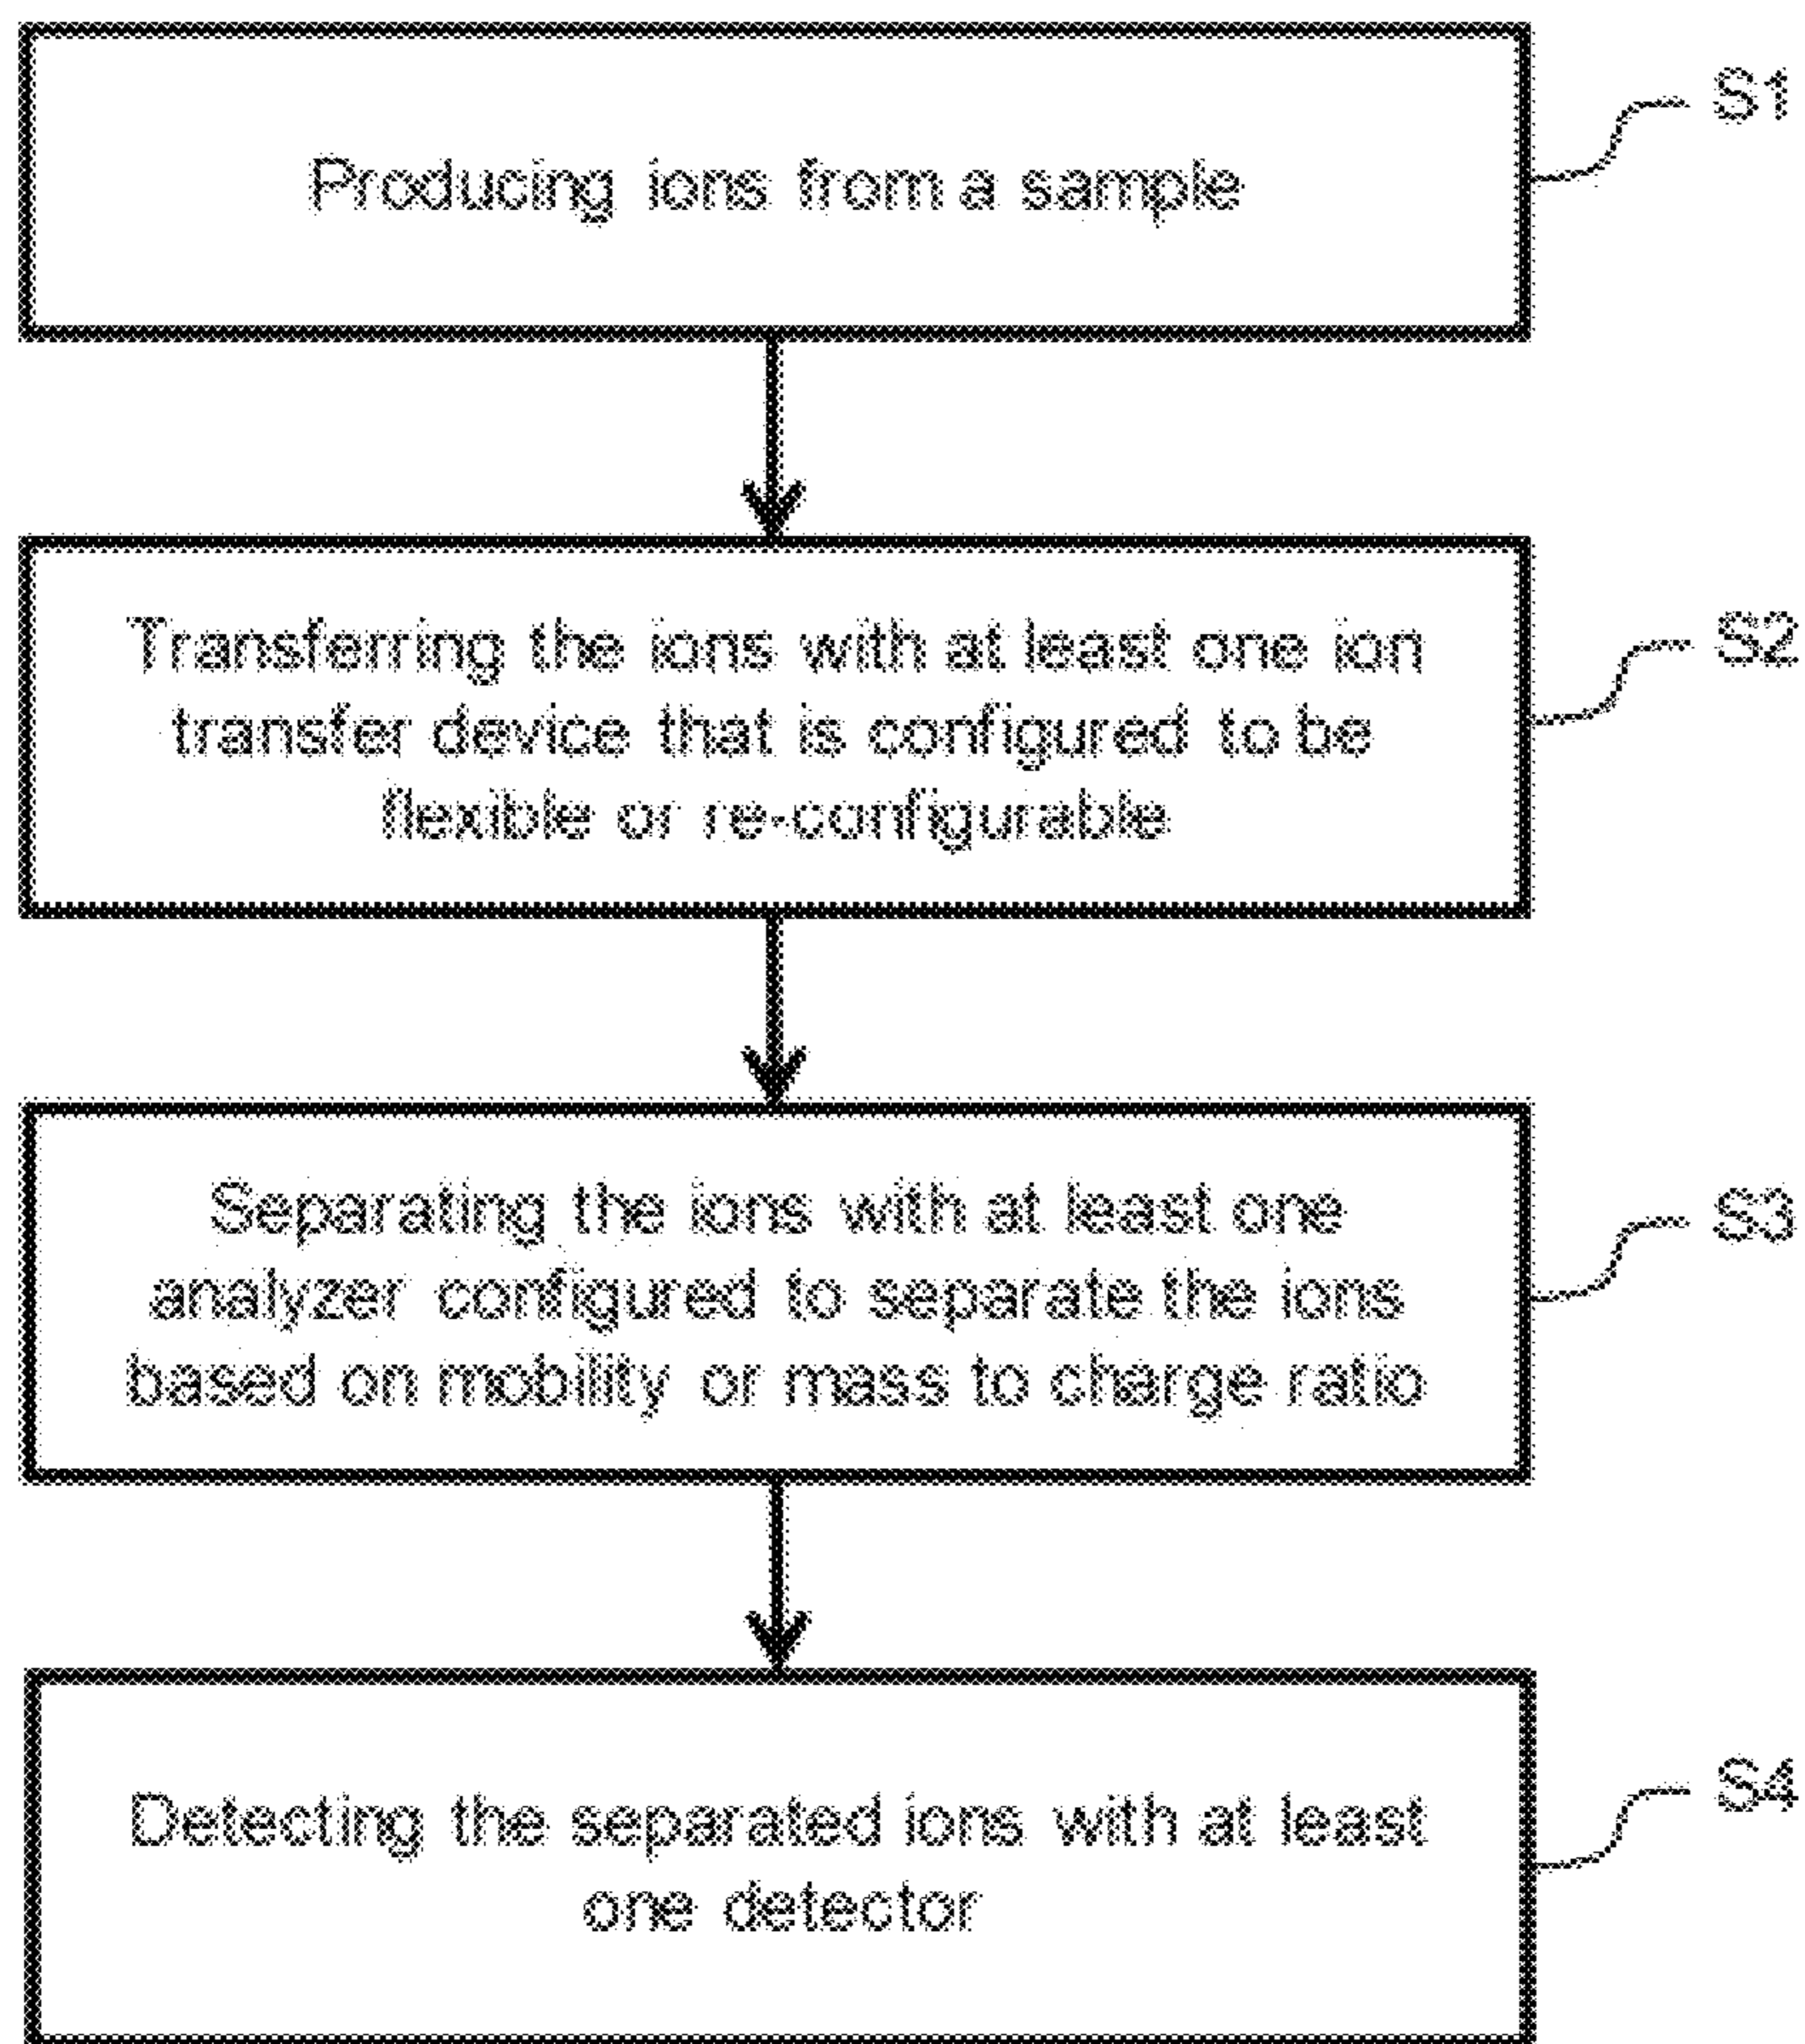 Producing ions from a sample
S1
Transferring the ions with at least one ion
transfer device that is configured to be
flexible or re-configurable
S2
Separating the ions with at least one
analyzer configured to separate the ions
based on mobility or mass to charge ratio
S3
Detecting the separated ions with at least
one detector
S4